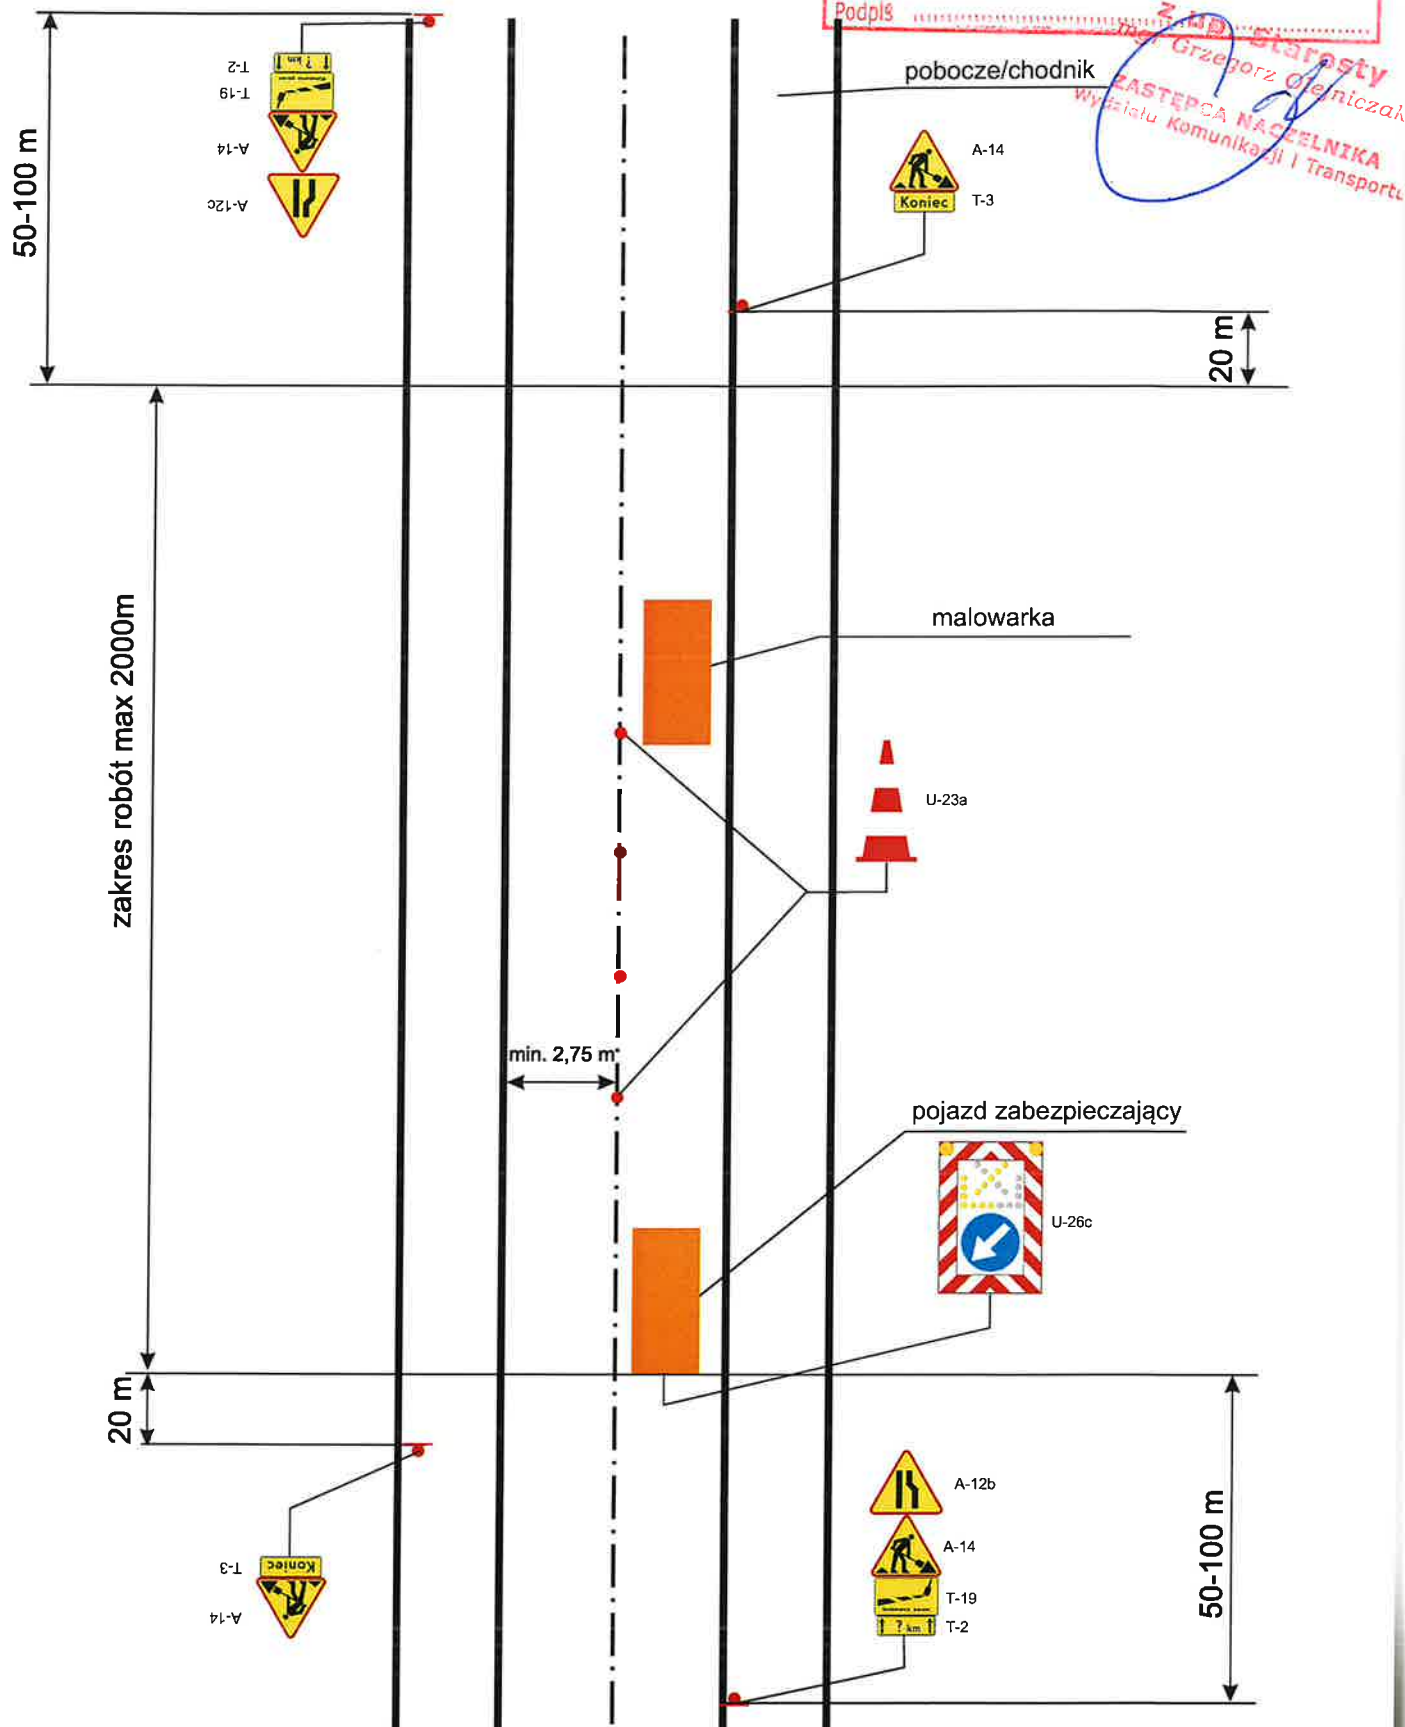 Podpis
z up. Starosty
mgr Grzegorz Olejniczak
ZASTĘPCA NACZELNIKA
Wydziału Komunikacji i Transportu
pobocze/chodnik
T-2
? km
T-19
A-14
A-12c
50-100 m
A-14
Koniec
T-3
20 m
zakres robót max 2000m
malowarka
U-23a
min. 2,75 m
pojazd zabezpieczający
U-26c
20 m
T-3
Koniec
A-14
A-12b
A-14
T-19
? km
T-2
50-100 m